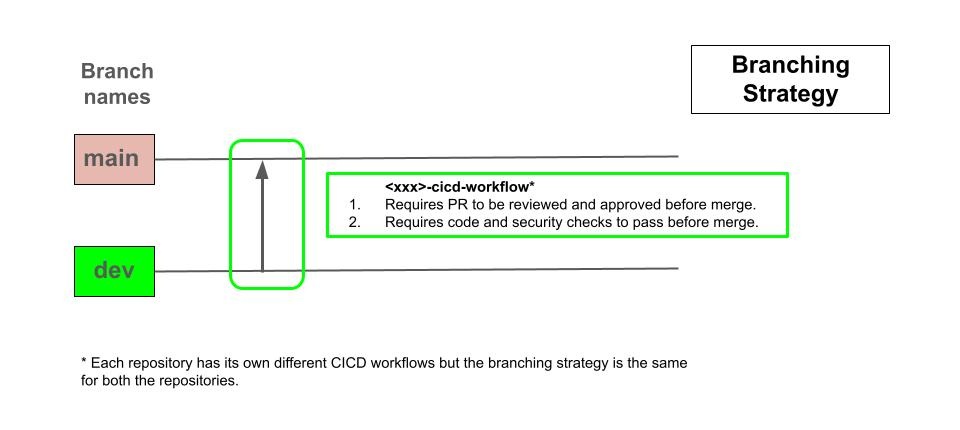 Branch
names
Branching
Strategy
main
<xxx>-cicd-workflow*
1. Requires PR to be reviewed and approved before merge.
2. Requires code and security checks to pass before merge.
dev
* Each repository has its own different CICD workflows but the branching strategy is the same
for both the repositories.